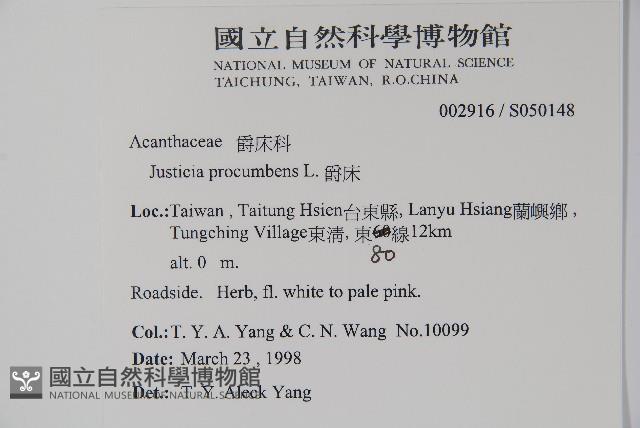 國立自然科學博物館
NATIONAL MUSEUM OF NATURAL SCIENCE
TAICHUNG, TAIWAN, R.O.CHINA
002916 / S050148
Acanthaceae 爵床科
Justicia procumbens L. 爵床
Loc.:Taiwan , Taitung Hsien台東縣, Lanyu Hsiang蘭嶼鄉 ,
Tungching Village東淸, 東線12km
80
alt. 0 m.
Roadside. Herb, fl. white to pale pink.
Col.:T. Y. A. Yang & C. N. Wang No.10099
Date: March 23 , 1998
Det.: T. Y. Aleck Yang
國立自然科學博物館
NATIONAL MUSEUM OF NATURAL SCIENCE